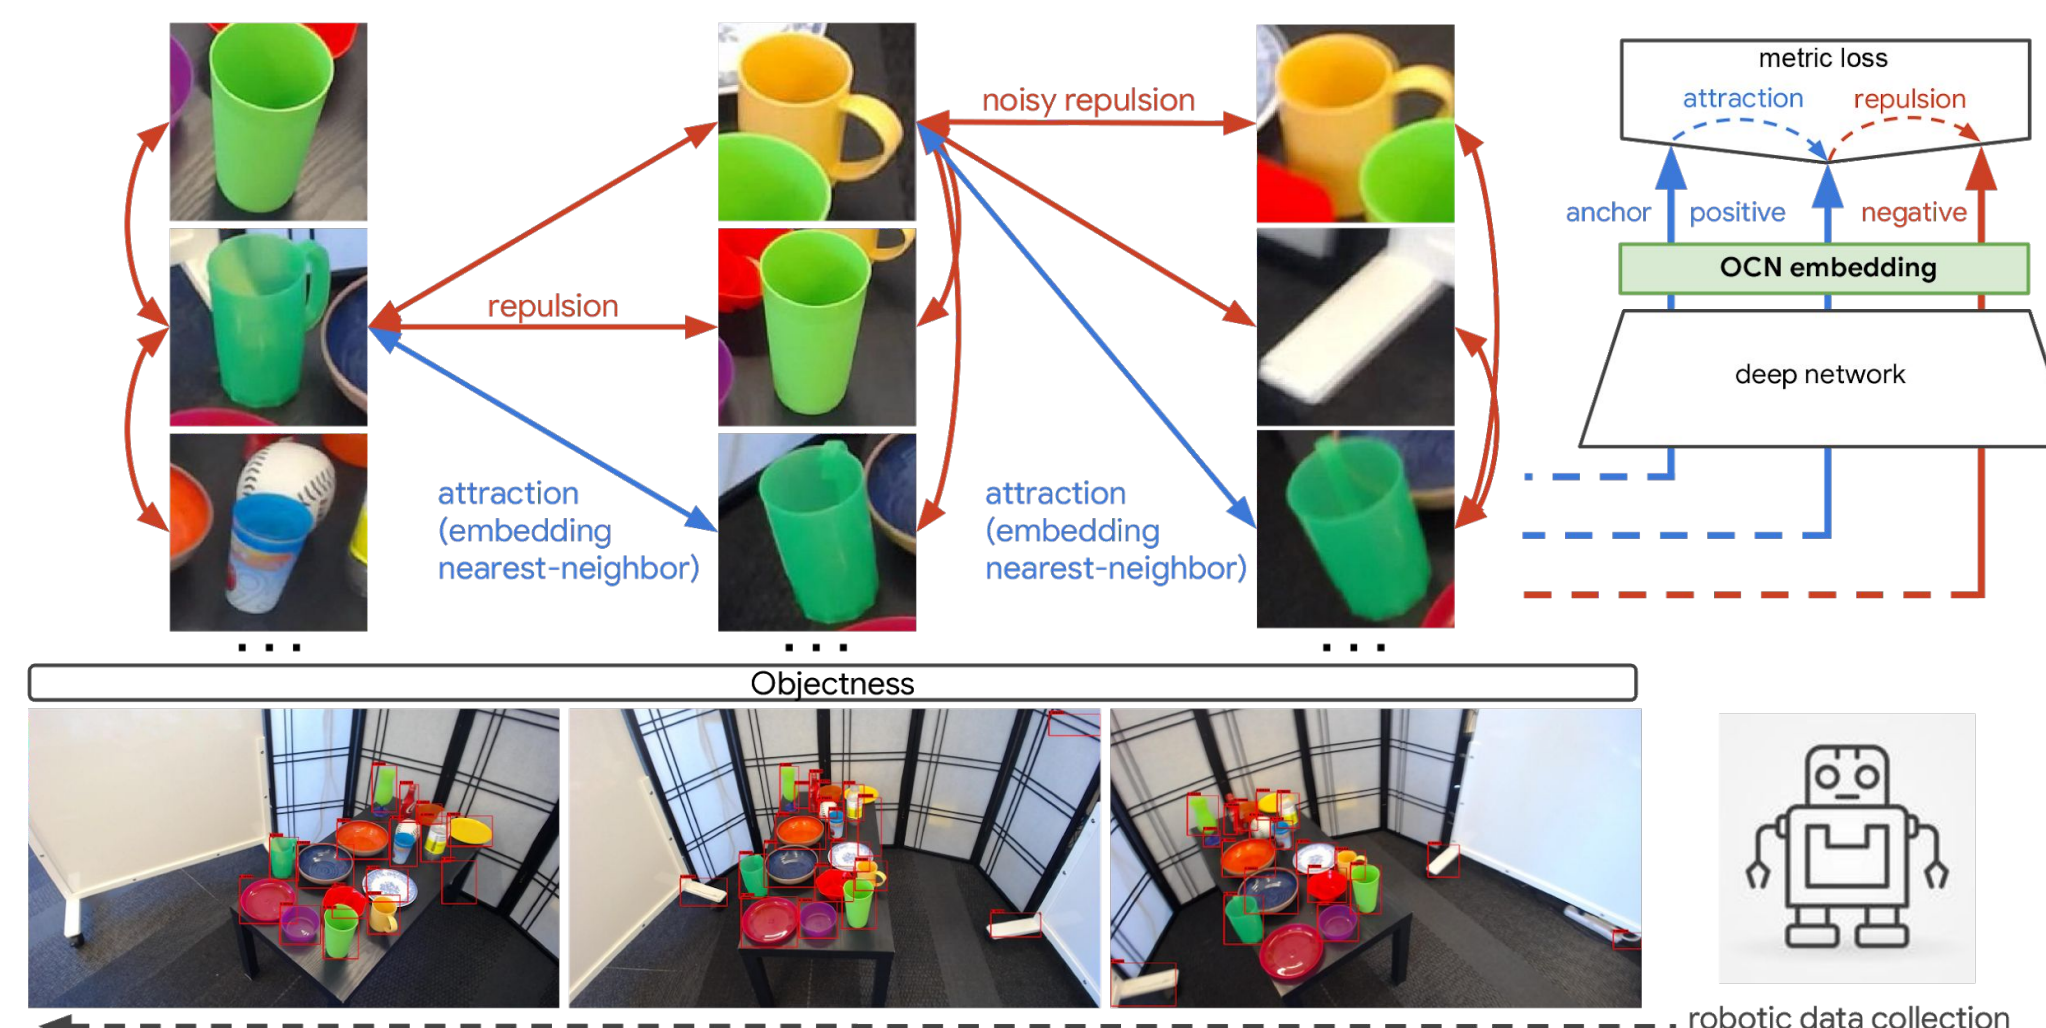 metric loss
attraction
repulsion
noisy repulsion
anchor
positive
negative
OCN embedding
repulsion
deep network
attraction
(embedding
nearest-neighbor)
attraction
(embedding
nearest-neighbor)
. . .
. . .
. . .
Objectness
robotic data collection